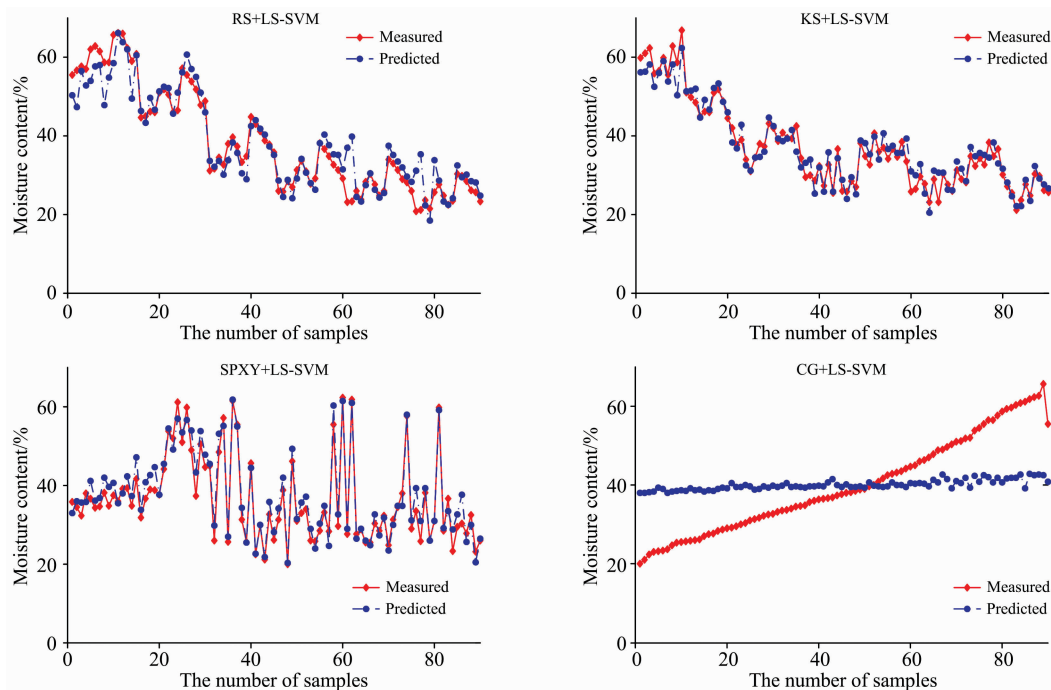 RS+LS-SVM
Measured
Predicted
Moisture content/%
60
40
20
0
0 20 40 60 80
The number of samples
KS+LS-SVM
Measured
Predicted
Moisture content/%
60
40
20
0
0 20 40 60 80
The number of samples
SPXY+LS-SVM
Moisture content/%
60
40
20
0
Measured
Predicted
0 20 40 60 80
The number of samples
CG+LS-SVM
Moisture content/%
60
40
20
0
Measured
Predicted
0 20 40 60 80
The number of samples